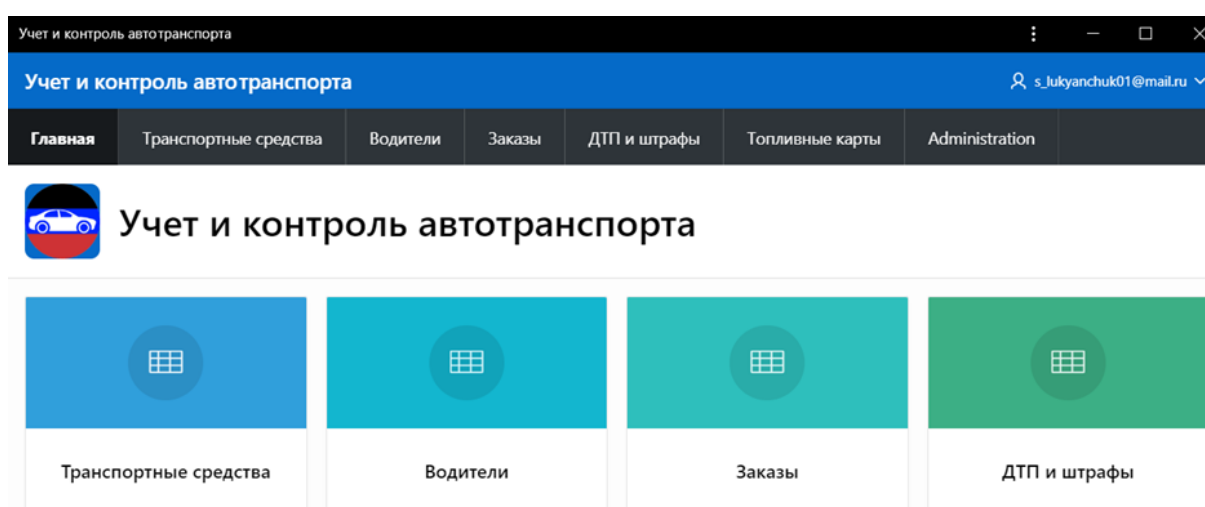 Учет и контроль автотранспорта
Учет и контроль автотранспорта s_lukyanchuk01@mail.ru
Главная Транспортные средства Водители Заказы ДТП и штрафы Топливные карты Administration
Учет и контроль автотранспорта
Транспортные средства Водители Заказы ДТП и штрафы